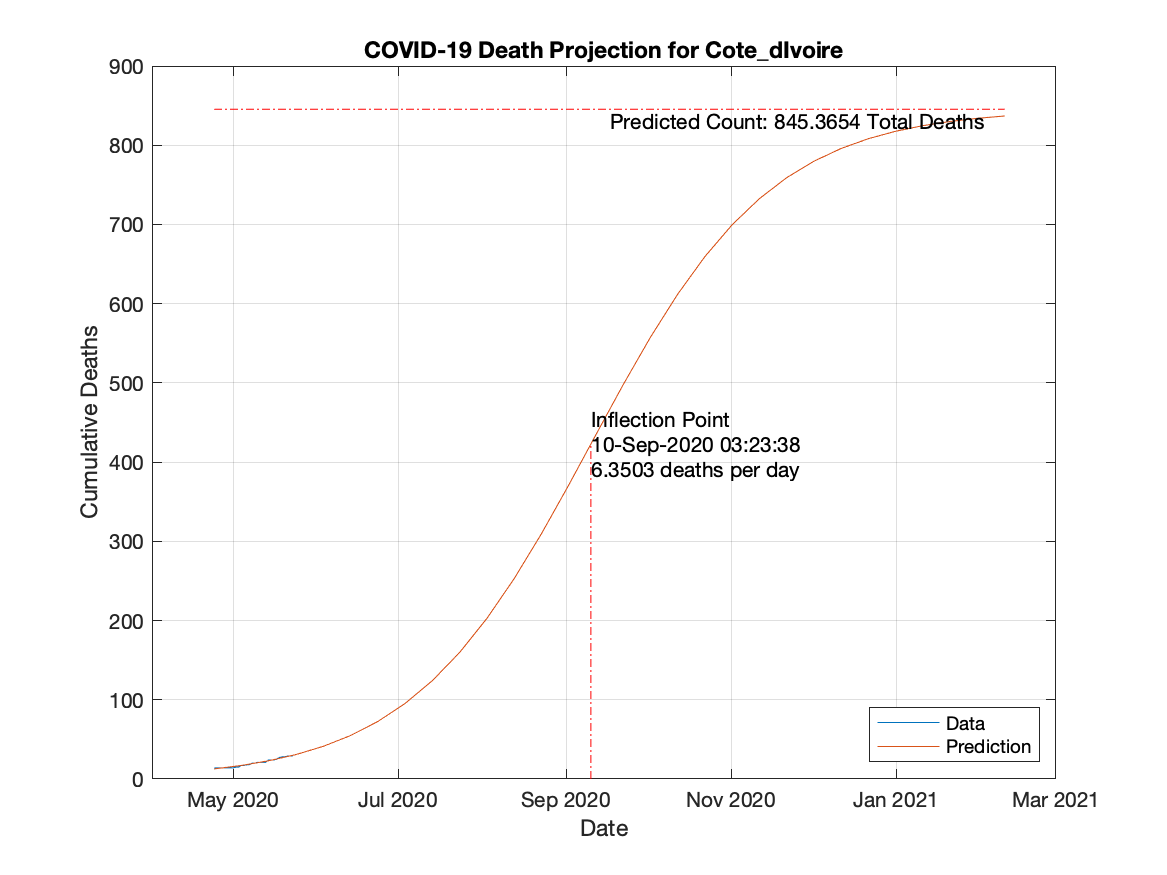 COVID-19 Death Projection for Cote_dIvoire
900
800
700
600
500
400
300
200
100
0
Cumulative Deaths
Predicted Count: 845.3654 Total Deaths
Inflection Point
10-Sep-2020 03:23:38
6.3503 deaths per day
Data
Prediction
May 2020
Jul 2020
Sep 2020
Nov 2020
Jan 2021
Mar 2021
Date